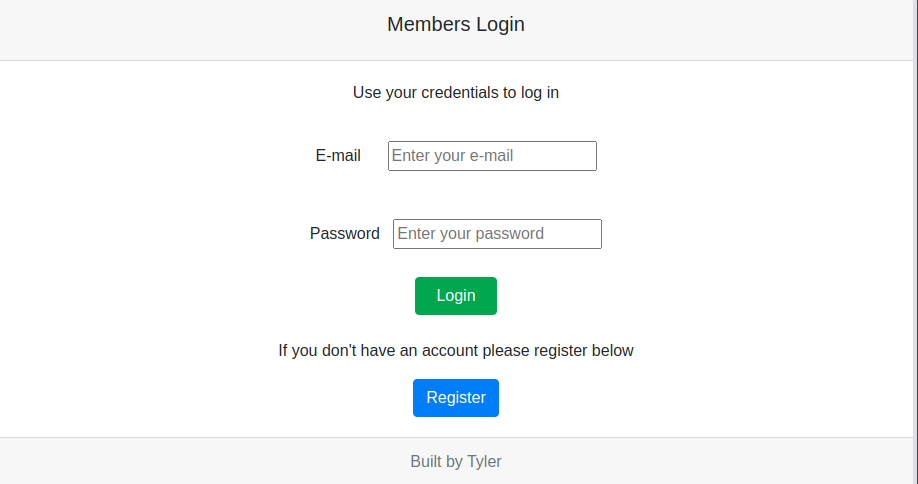 Members Login
Use your credentials to log in
E-mail Enter your e-mail
Password Enter your password
Login
If you don't have an account please register below
Register
Built by Tyler